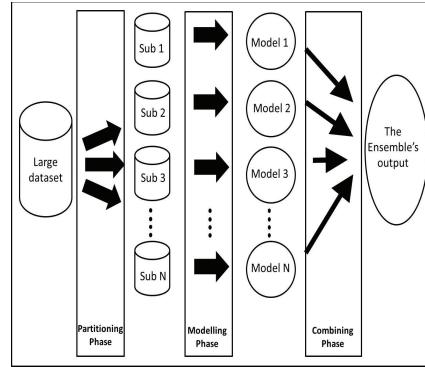 Sub 1
Model 1
Sub 2
Model 2
Large
dataset
Sub 3
Model 3
The
Ensemble's
output
Sub N
Model N
Partitioning
Phase
Modelling
Phase
Combining
Phase